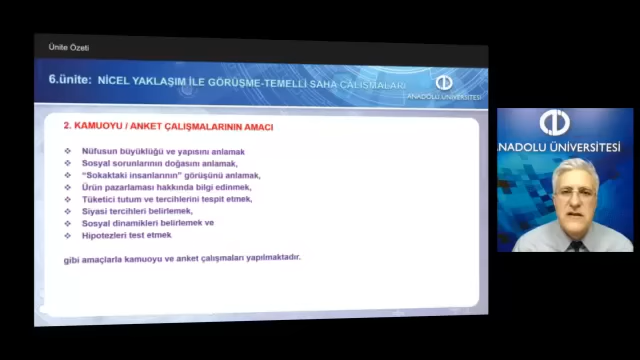 Ünite Özeti
6.ünite: NİCEL YAKLAŞIM İLE GÖRÜŞME-TEMELLİ SAHA ÇALIŞMALARI
ANADOLU ÜNİVERSİTESİ
2. KAMUOYU / ANKET ÇALIŞMALARININ AMACI
Nüfusun büyüklüğü ve yapısını anlamak
Sosyal sorunlarının doğasını anlamak,
“Sokaktaki insanlarının” görüşünü anlamak,
Ürün pazarlaması hakkında bilgi edinmek,
Tüketici tutum ve tercihlerini tespit etmek,
Siyasi tercihleri belirlemek,
Sosyal dinamikleri belirlemek ve
Hipotezleri test etmek
gibi amaçlarla kamuoyu ve anket çalışmaları yapılmaktadır.
ANADOLU ÜNİVERSİTESİ